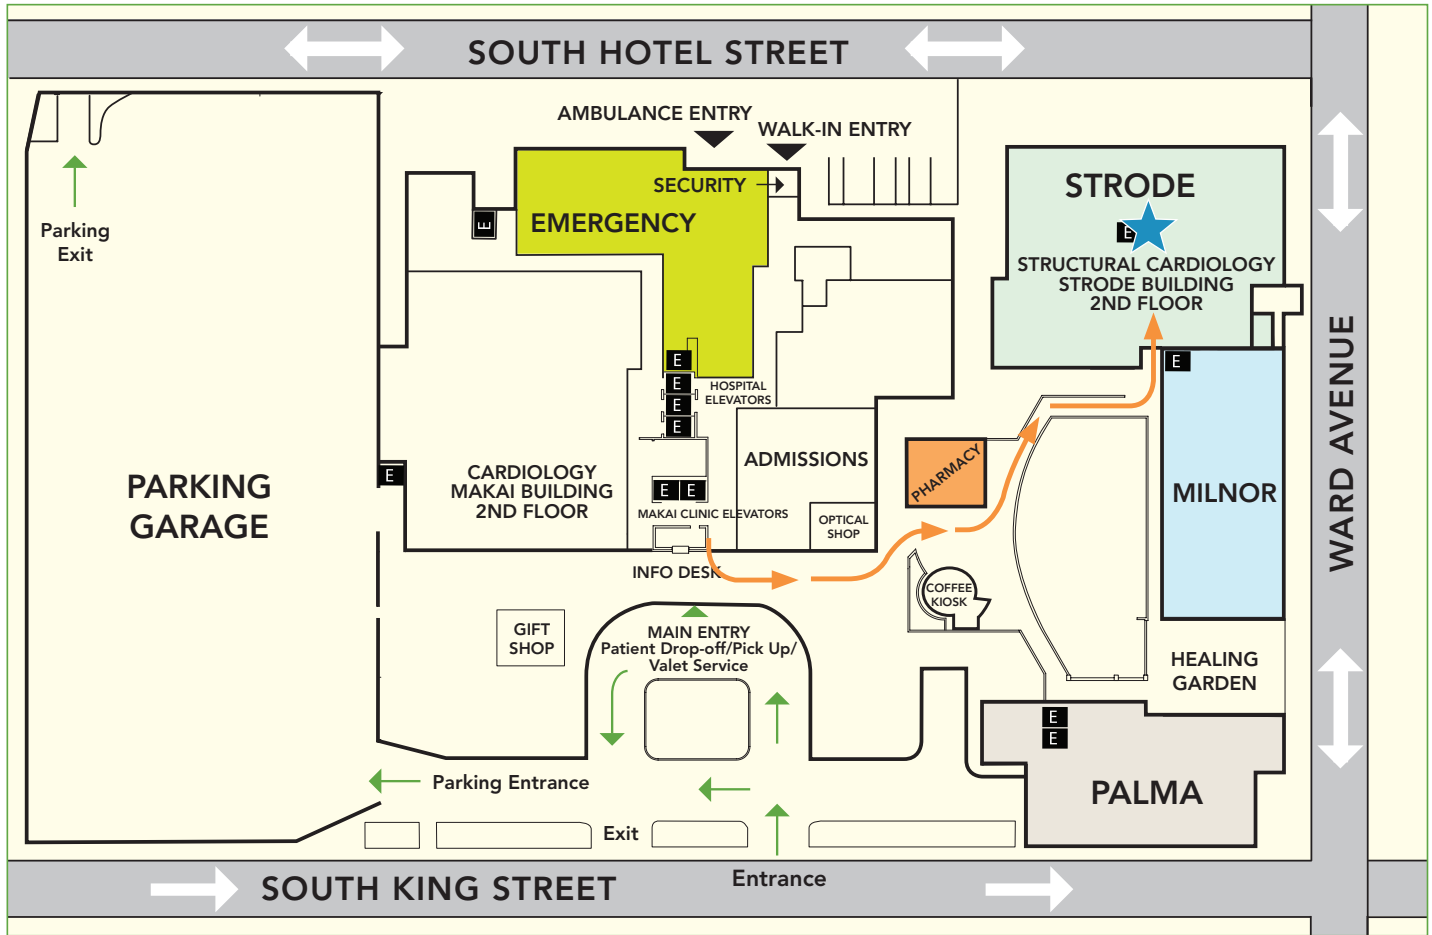 SOUTH HOTEL STREET
AMBULANCE ENTRY
WALK-IN ENTRY
SECURITY
EMERGENCY
E
STRODE
E
STRUCTURAL CARDIOLOGY
STRODE BUILDING
2ND FLOOR
Parking
Exit
E
E
E
E
HOSPITAL
ELEVATORS
E
WARD AVENUE
PARKING
GARAGE
E
CARDIOLOGY
MAKAI BUILDING
2ND FLOOR
E E
MAKAI CLINIC ELEVATORS
ADMISSIONS
OPTICAL
SHOP
PHARMACY
MILNOR
INFO DESK
COFFEE
KIOSK
GIFT
SHOP
MAIN ENTRY
Patient Drop-off/Pick Up/
Valet Service
HEALING
GARDEN
E
E
PALMA
Parking Entrance
Exit
Entrance
SOUTH KING STREET